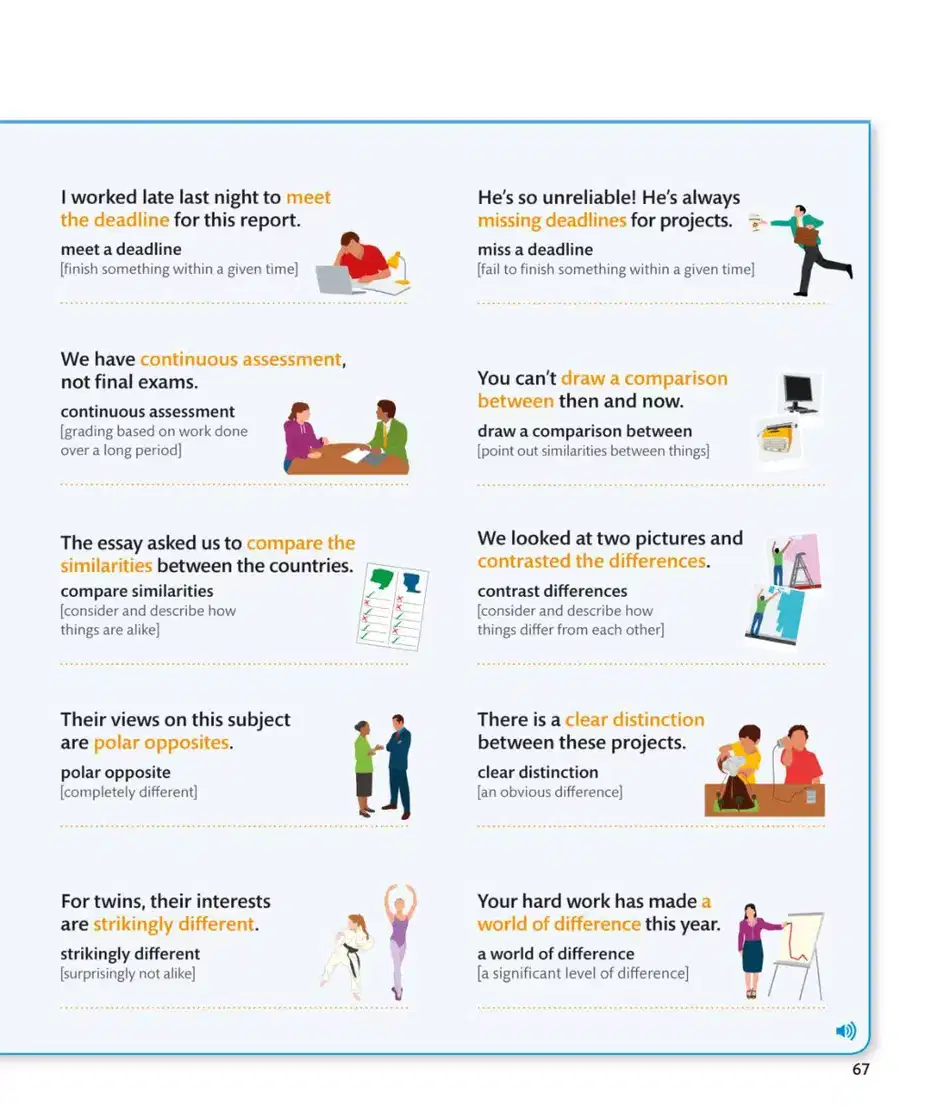 I worked late last night to meet
the deadline for this report.
meet a deadline
[finish something within a given time]
He's so unreliable! He's always
missing deadlines for projects.
miss a deadline
[fail to finish something within a given time]
We have continuous assessment,
not final exams.
continuous assessment
[grading based on work done
over a long period]
You can't draw a comparison
between then and now.
draw a comparison between
[point out similarities between things]
The essay asked us to compare the
similarities between the countries.
compare similarities
[consider and describe how
things are alike]
We looked at two pictures and
contrasted the differences.
contrast differences
[consider and describe how
things differ from each other]
Their views on this subject
are polar opposites.
polar opposite
[completely different]
There is a clear distinction
between these projects.
clear distinction
[an obvious difference]
For twins, their interests
are strikingly different.
strikingly different
[surprisingly not alike]
Your hard work has made a
world of difference this year.
a world of difference
[a significant level of difference]
67